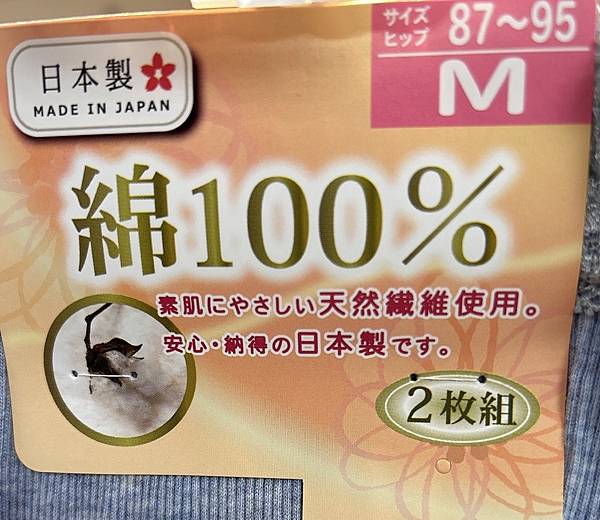 日本製
MADE IN JAPAN
サイズ
ヒップ 87〜95
M
綿100%
素肌にやさしい天然繊維使用。
安心・納得の日本製です。
2枚組